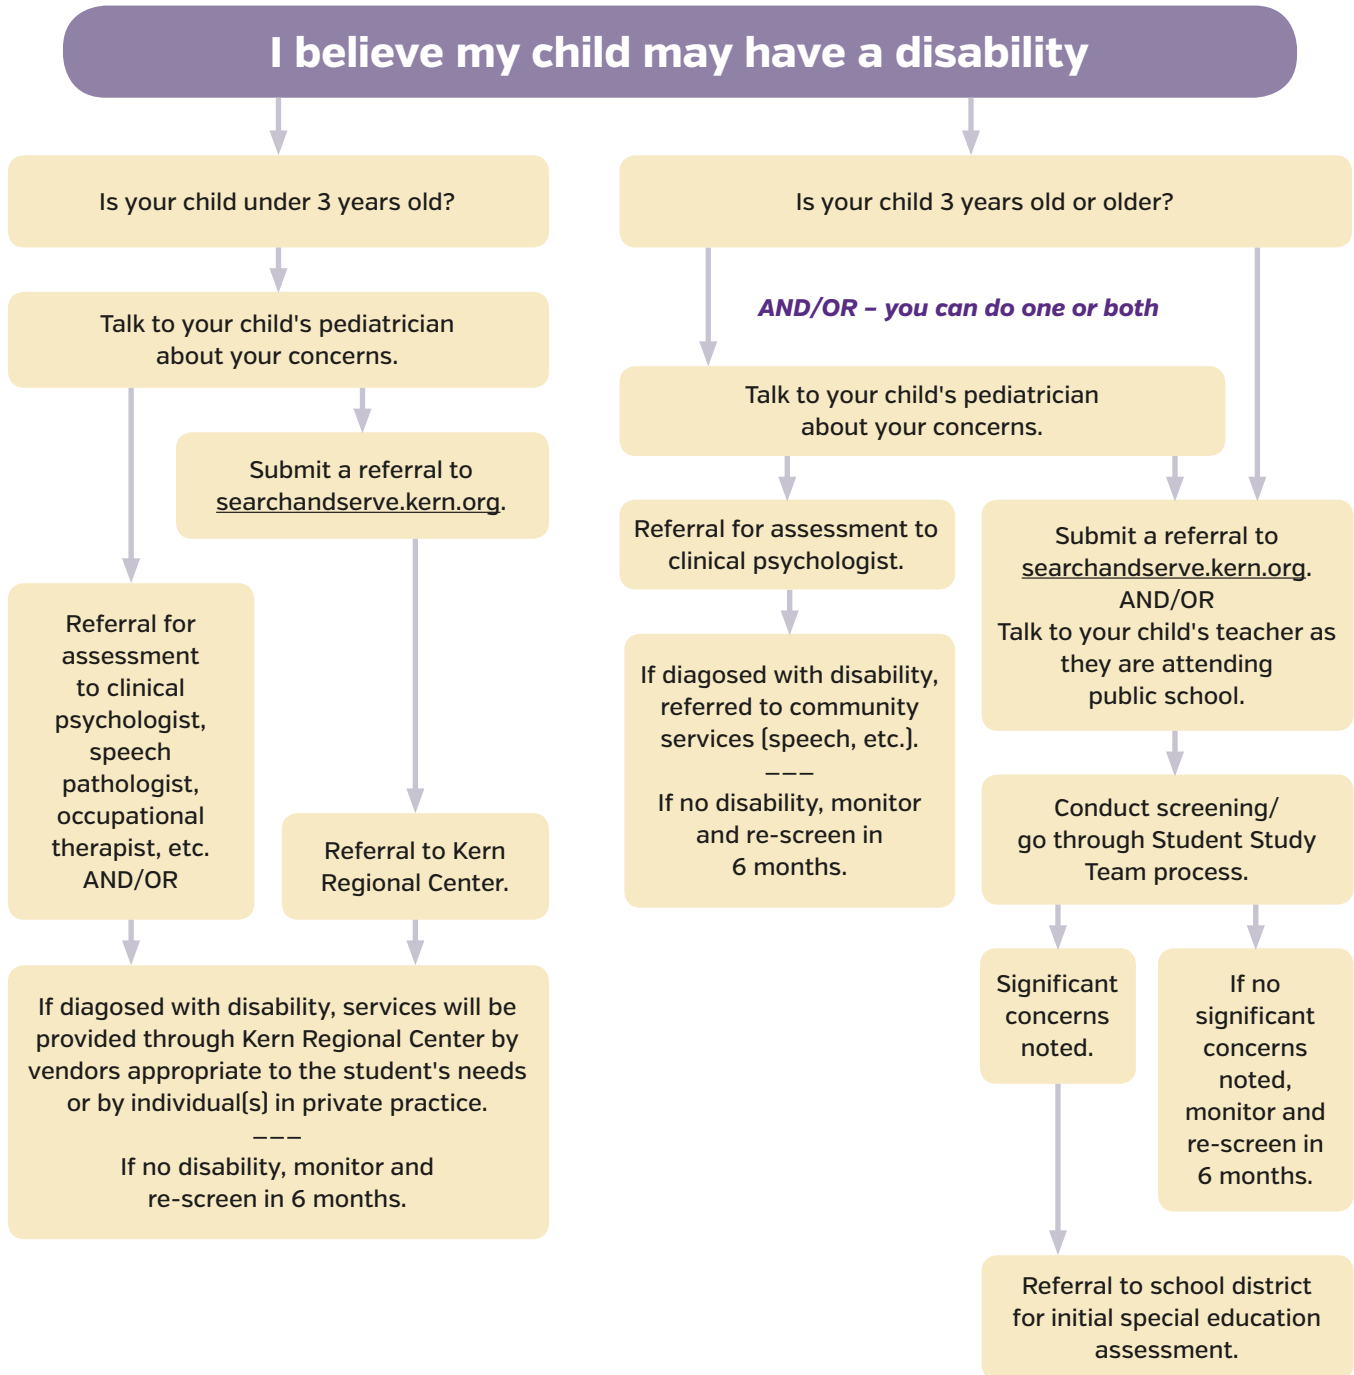 I believe my child may have a disability
Is your child under 3 years old?
Talk to your child's pediatrician
about your concerns.
Submit a referral to
searchandserve.kern.org.
Referral for
assessment
to clinical
psychologist,
speech
pathologist,
occupational
therapist, etc.
AND/OR
Referral to Kern
Regional Center.
If diagosed with disability, services will be
provided through Kern Regional Center by
vendors appropriate to the student's needs
or by individual(s) in private practice.
–––
If no disability, monitor and
re-screen in 6 months.
Is your child 3 years old or older?
AND/OR – you can do one or both
Talk to your child's pediatrician
about your concerns.
Referral for assessment to
clinical psychologist.
If diagosed with disability,
referred to community
services (speech, etc.).
–––
If no disability, monitor
and re-screen in
6 months.
Submit a referral to
searchandserve.kern.org.
AND/OR
Talk to your child's teacher as
they are attending
public school.
Conduct screening/
go through Student Study
Team process.
Significant
concerns
noted.
If no
significant
concerns
noted,
monitor and
re-screen in
6 months.
Referral to school district
for initial special education
assessment.